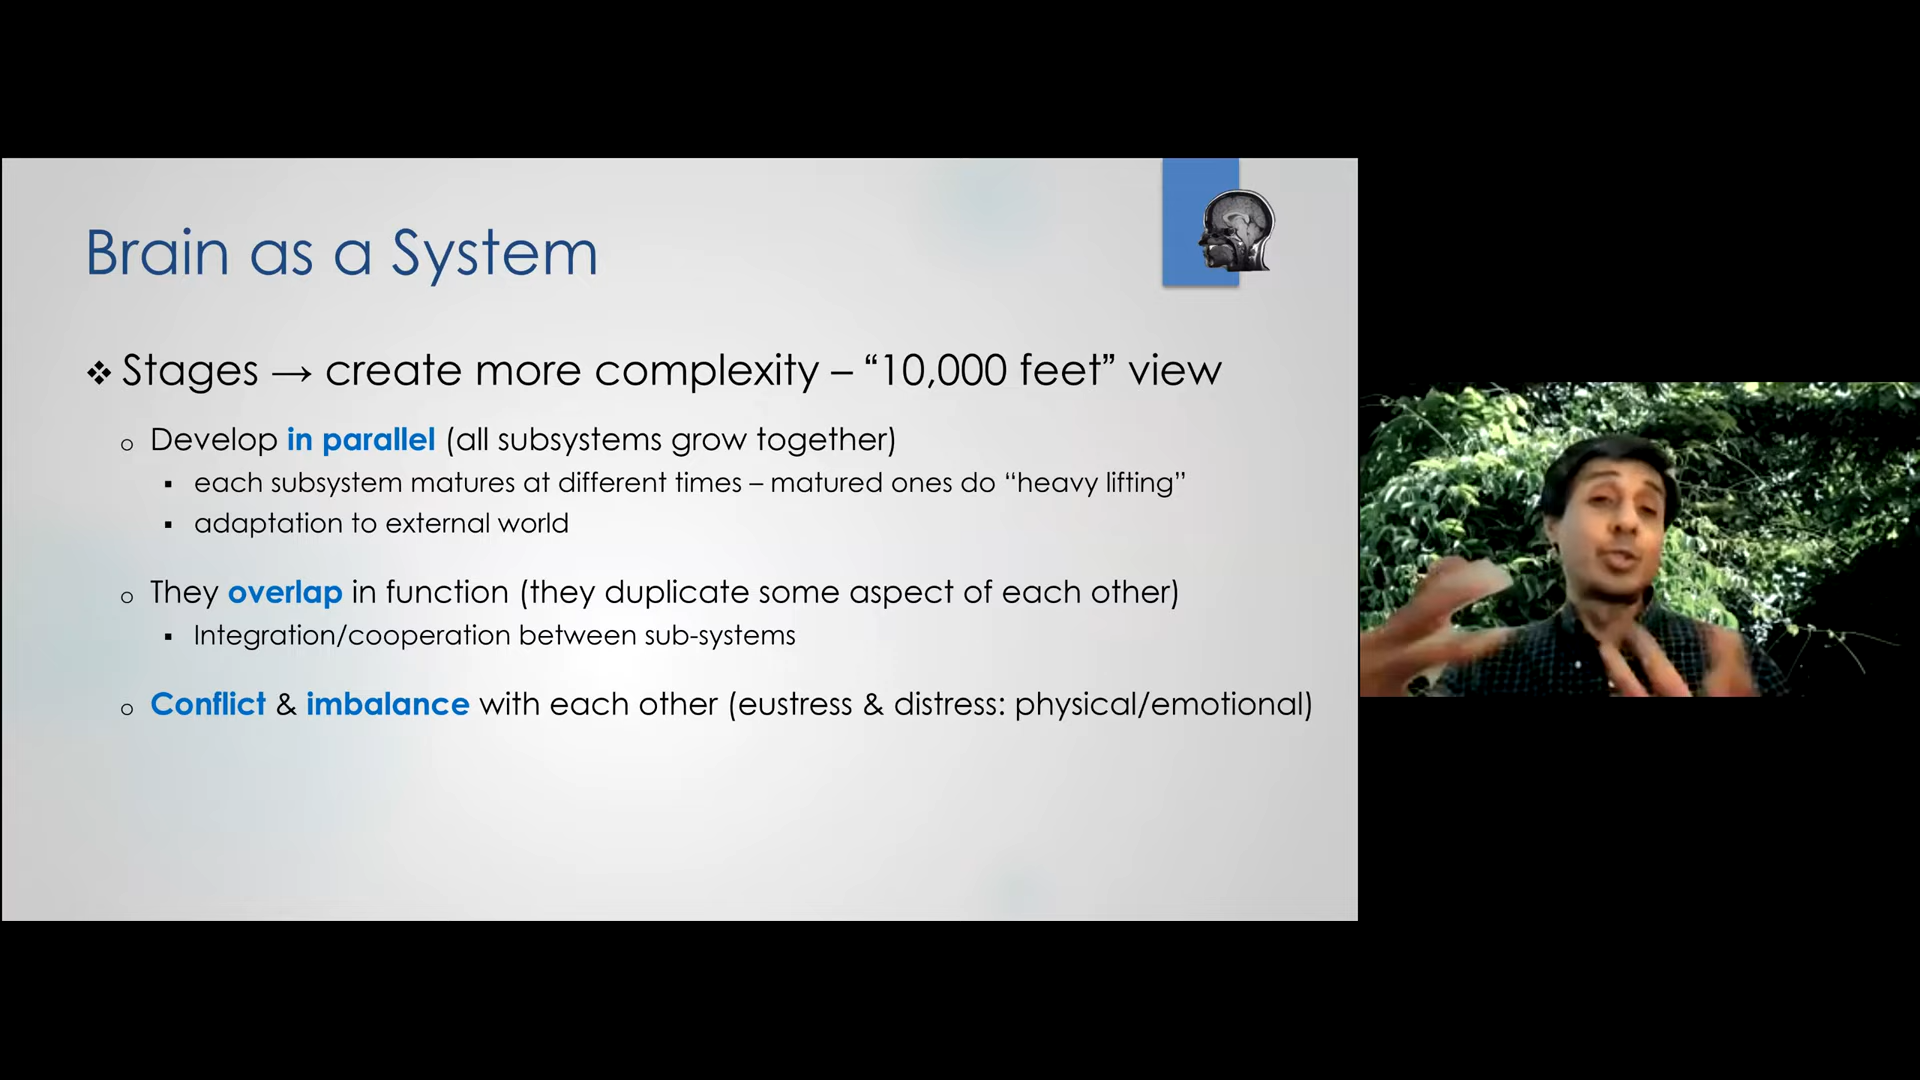 Brain as a System
❖ Stages → create more complexity – “10,000 feet” view
o Develop in parallel (all subsystems grow together)
▪ each subsystem matures at different times – matured ones do “heavy lifting”
▪ adaptation to external world
o They overlap in function (they duplicate some aspect of each other)
▪ Integration/cooperation between sub-systems
o Conflict & imbalance with each other (eustress & distress: physical/emotional)